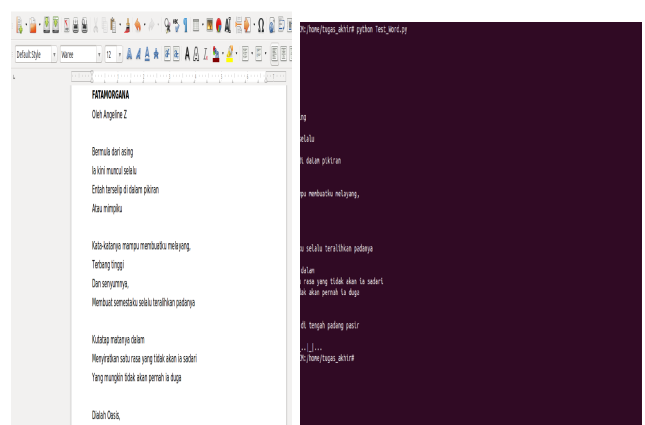 Default Style
Waree
12
FATAMORGANA
Oleh Angeline Z
Bermula dari asing
Ia kini muncul selalu
Entah terselip di dalam pikiran
Atau mimpiku
Kata-katanya mampu membuatku melayang,
Terbang tinggi
Dan senyumnya,
Membuat semestaku selalu teralihkan padanya
Kutatap matanya dalam
Menyiratkan satu rasa yang tidak akan ia sadari
Yang mungkin tidak akan pernah ia duga
Dialah Oasis,
:/home/tugas_akhir# python Test_Word.py
ing
selalu
di dalam pikiran
pu membuatku melayang,
u selalu teralihkan padanya
dalam
rasa yang tidak akan ia sadari
dak akan pernah ia duga
di tengah padang pasir
_..|_|...
:/home/tugas_akhir#